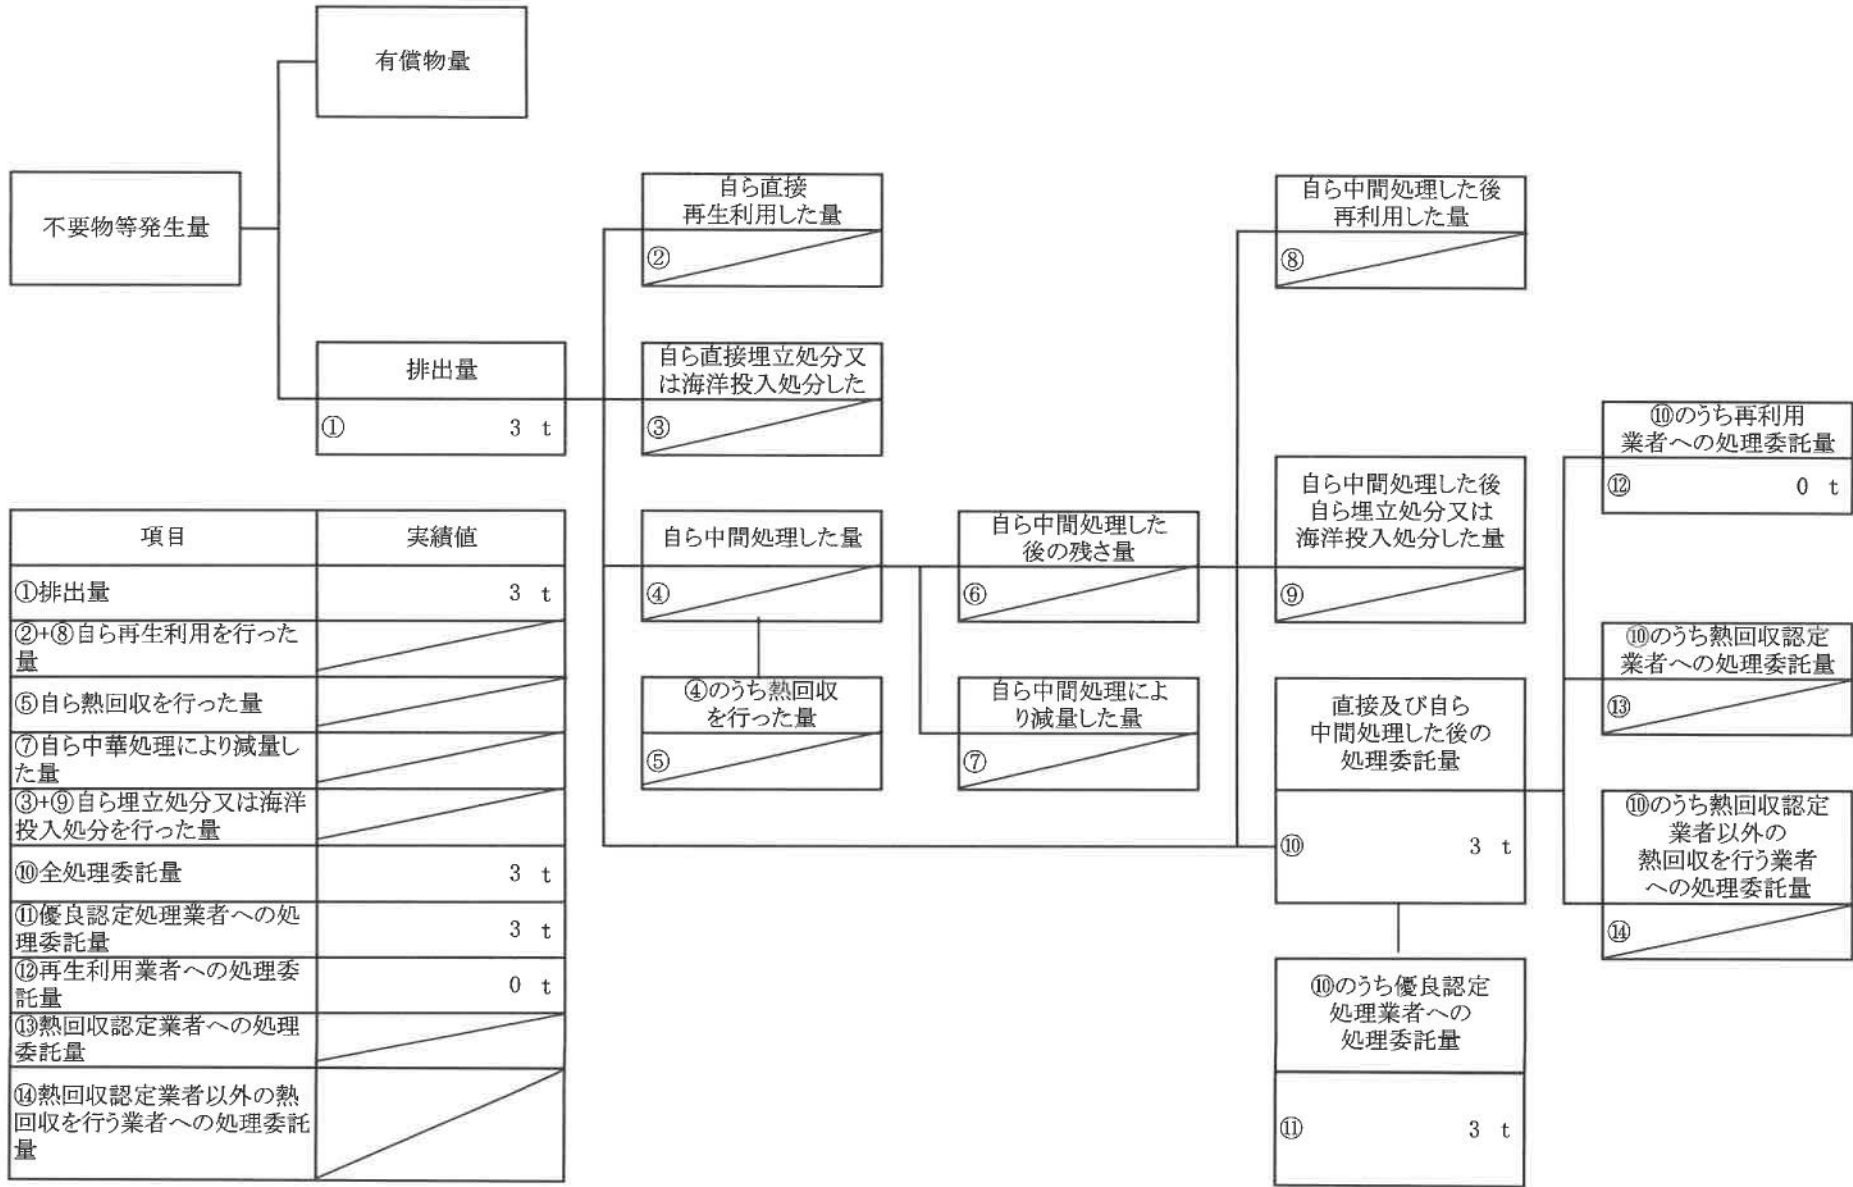 有償物量
不要物等発生量
排出量
① 3 t
自ら直接
再生利用した量
②
自ら直接埋立処分又
は海洋投入処分した
③
自ら中間処理した量
④
④のうち熱回収
を行った量
⑤
自ら中間処理した
後の残さ量
⑥
自ら中間処理によ
り減量した量
⑦
自ら中間処理した後
再利用した量
⑧
自ら中間処理した後
自ら埋立処分又は
海洋投入処分した量
⑨
直接及び自ら
中間処理した後の
処理委託量
⑩ 3 t
⑩のうち優良認定
処理業者への
処理委託量
⑪ 3 t
⑩のうち再利用
業者への処理委託量
⑫ 0 t
⑩のうち熱回収認定
業者への処理委託量
⑬
⑩のうち熱回収認定
業者以外の
熱回収を行う業者
への処理委託量
⑭
項目 実績値
①排出量 3 t
②+⑧自ら再生利用を行った
量
⑤自ら熱回収を行った量
⑦自ら中華処理により減量し
た量
③+⑨自ら埋立処分又は海洋
投入処分を行った量
⑩全処理委託量 3 t
⑪優良認定処理業者への処
理委託量 3 t
⑫再生利用業者への処理委
託量 0 t
⑬熱回収認定業者への処理
委託量
⑭熱回収認定業者以外の熱
回収を行う業者への処理委託
量